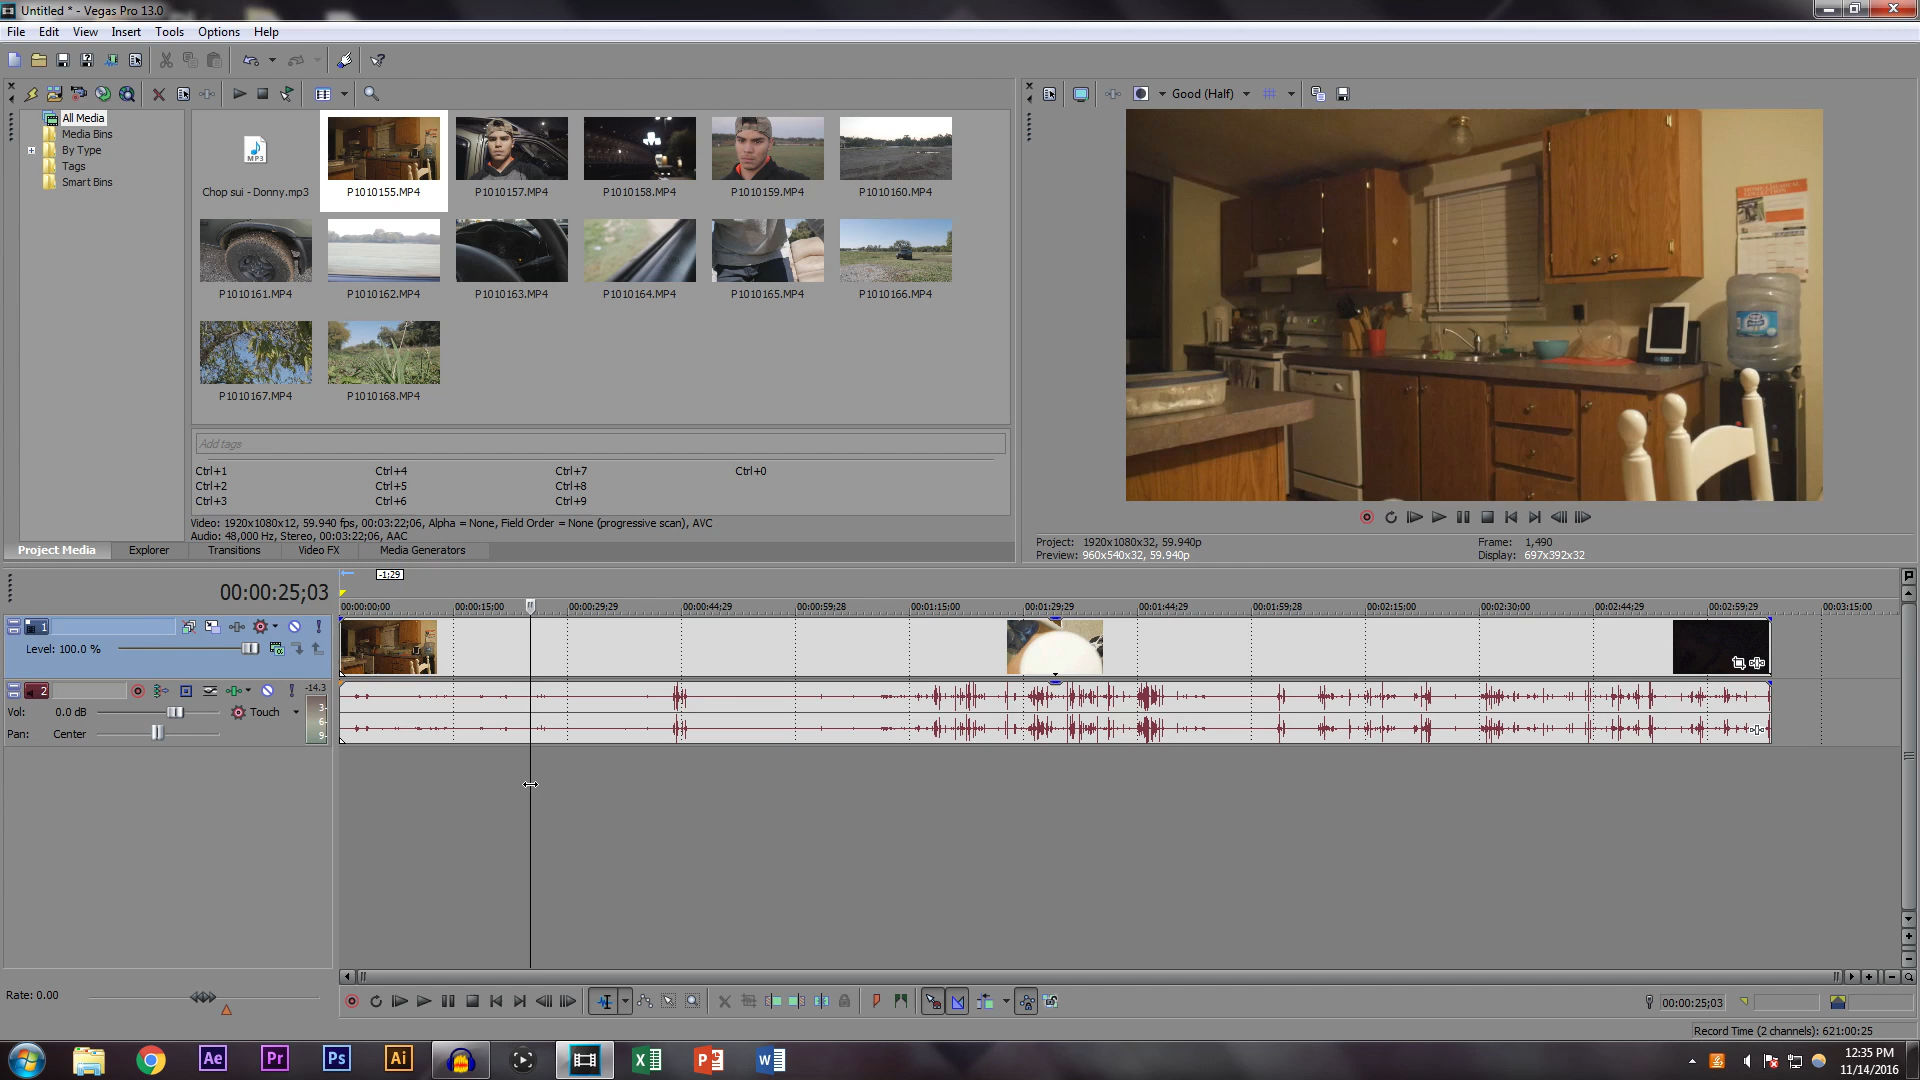 Untitled * - Vegas Pro 13.0
File Edit View Insert Tools Options Help
Good (Half)
All Media
Media Bins
By Type
Tags
Smart Bins
MP3
Chop sui - Donny.mp3
P1010155.MP4
P1010157.MP4
P1010158.MP4
P1010159.MP4
P1010160.MP4
P1010161.MP4
P1010162.MP4
P1010163.MP4
P1010164.MP4
P1010165.MP4
P1010166.MP4
P1010167.MP4
P1010168.MP4
Add tags
Ctrl+1 Ctrl+4 Ctrl+7 Ctrl+0
Ctrl+2 Ctrl+5 Ctrl+8
Ctrl+3 Ctrl+6 Ctrl+9
Video: 1920x1080x12, 59.940 fps, 00:03:22;06, Alpha = None, Field Order = None (progressive scan), AVC
Audio: 48,000 Hz, Stereo, 00:03:22;06, AAC
Project Media Explorer Transitions Video FX Media Generators
Project: 1920x1080x32, 59.940p
Preview: 960x540x32, 59.940p
Frame: 1,490
Display: 697x392x32
00:00:25;03
-1;29
00:00:00;00 00:00:15;00 00:00:29;29 00:00:44;29 00:00:59;28 00:01:15;00 00:01:29;29 00:01:44;29 00:01:59;28 00:02:15;00 00:02:30;00 00:02:44;29 00:02:59;29 00:03:15;00
1
Level: 100.0 %
2
-14.3
Vol: 0.0 dB Touch
Pan: Center
3-
6-
9-
Rate: 0.00
00:00:25;03
Record Time (2 channels): 621:00:25
Ae Pr Ps Ai
12:35 PM
11/14/2016